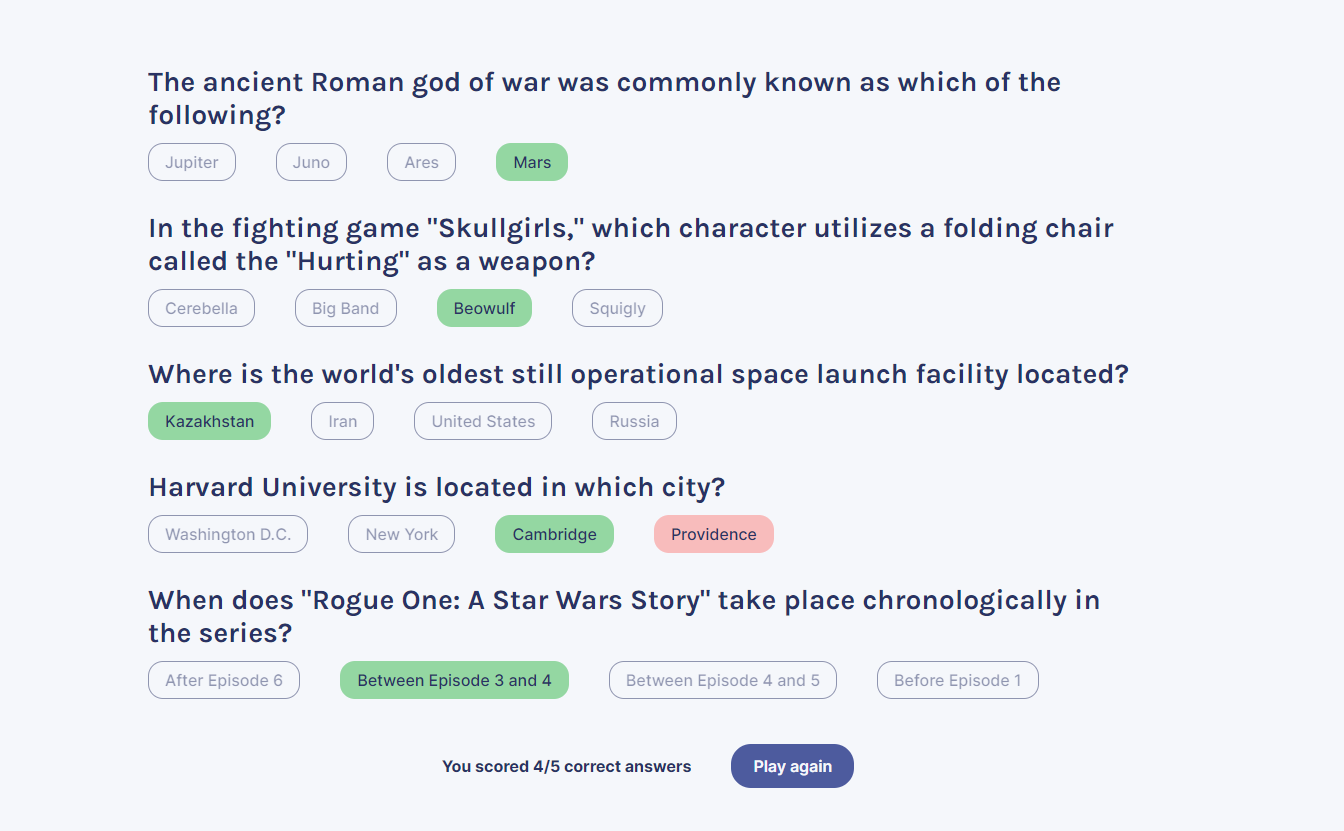 The ancient Roman god of war was commonly known as which of the
following?
Jupiter Juno Ares Mars
In the fighting game "Skullgirls," which character utilizes a folding chair
called the "Hurting" as a weapon?
Cerebella Big Band Beowulf Squigly
Where is the world's oldest still operational space launch facility located?
Kazakhstan Iran United States Russia
Harvard University is located in which city?
Washington D.C. New York Cambridge Providence
When does "Rogue One: A Star Wars Story" take place chronologically in
the series?
After Episode 6 Between Episode 3 and 4 Between Episode 4 and 5 Before Episode 1
You scored 4/5 correct answers Play again